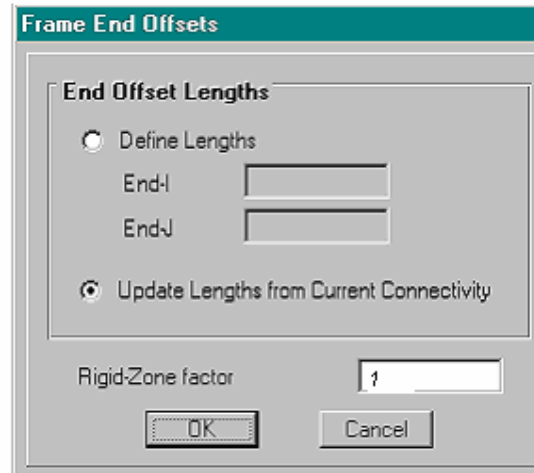 Frame End Offsets
End Offset Lengths
Define Lengths
End-I
End-J
Update Lengths from Current Connectivity
Rigid-Zone factor 1
OK Cancel